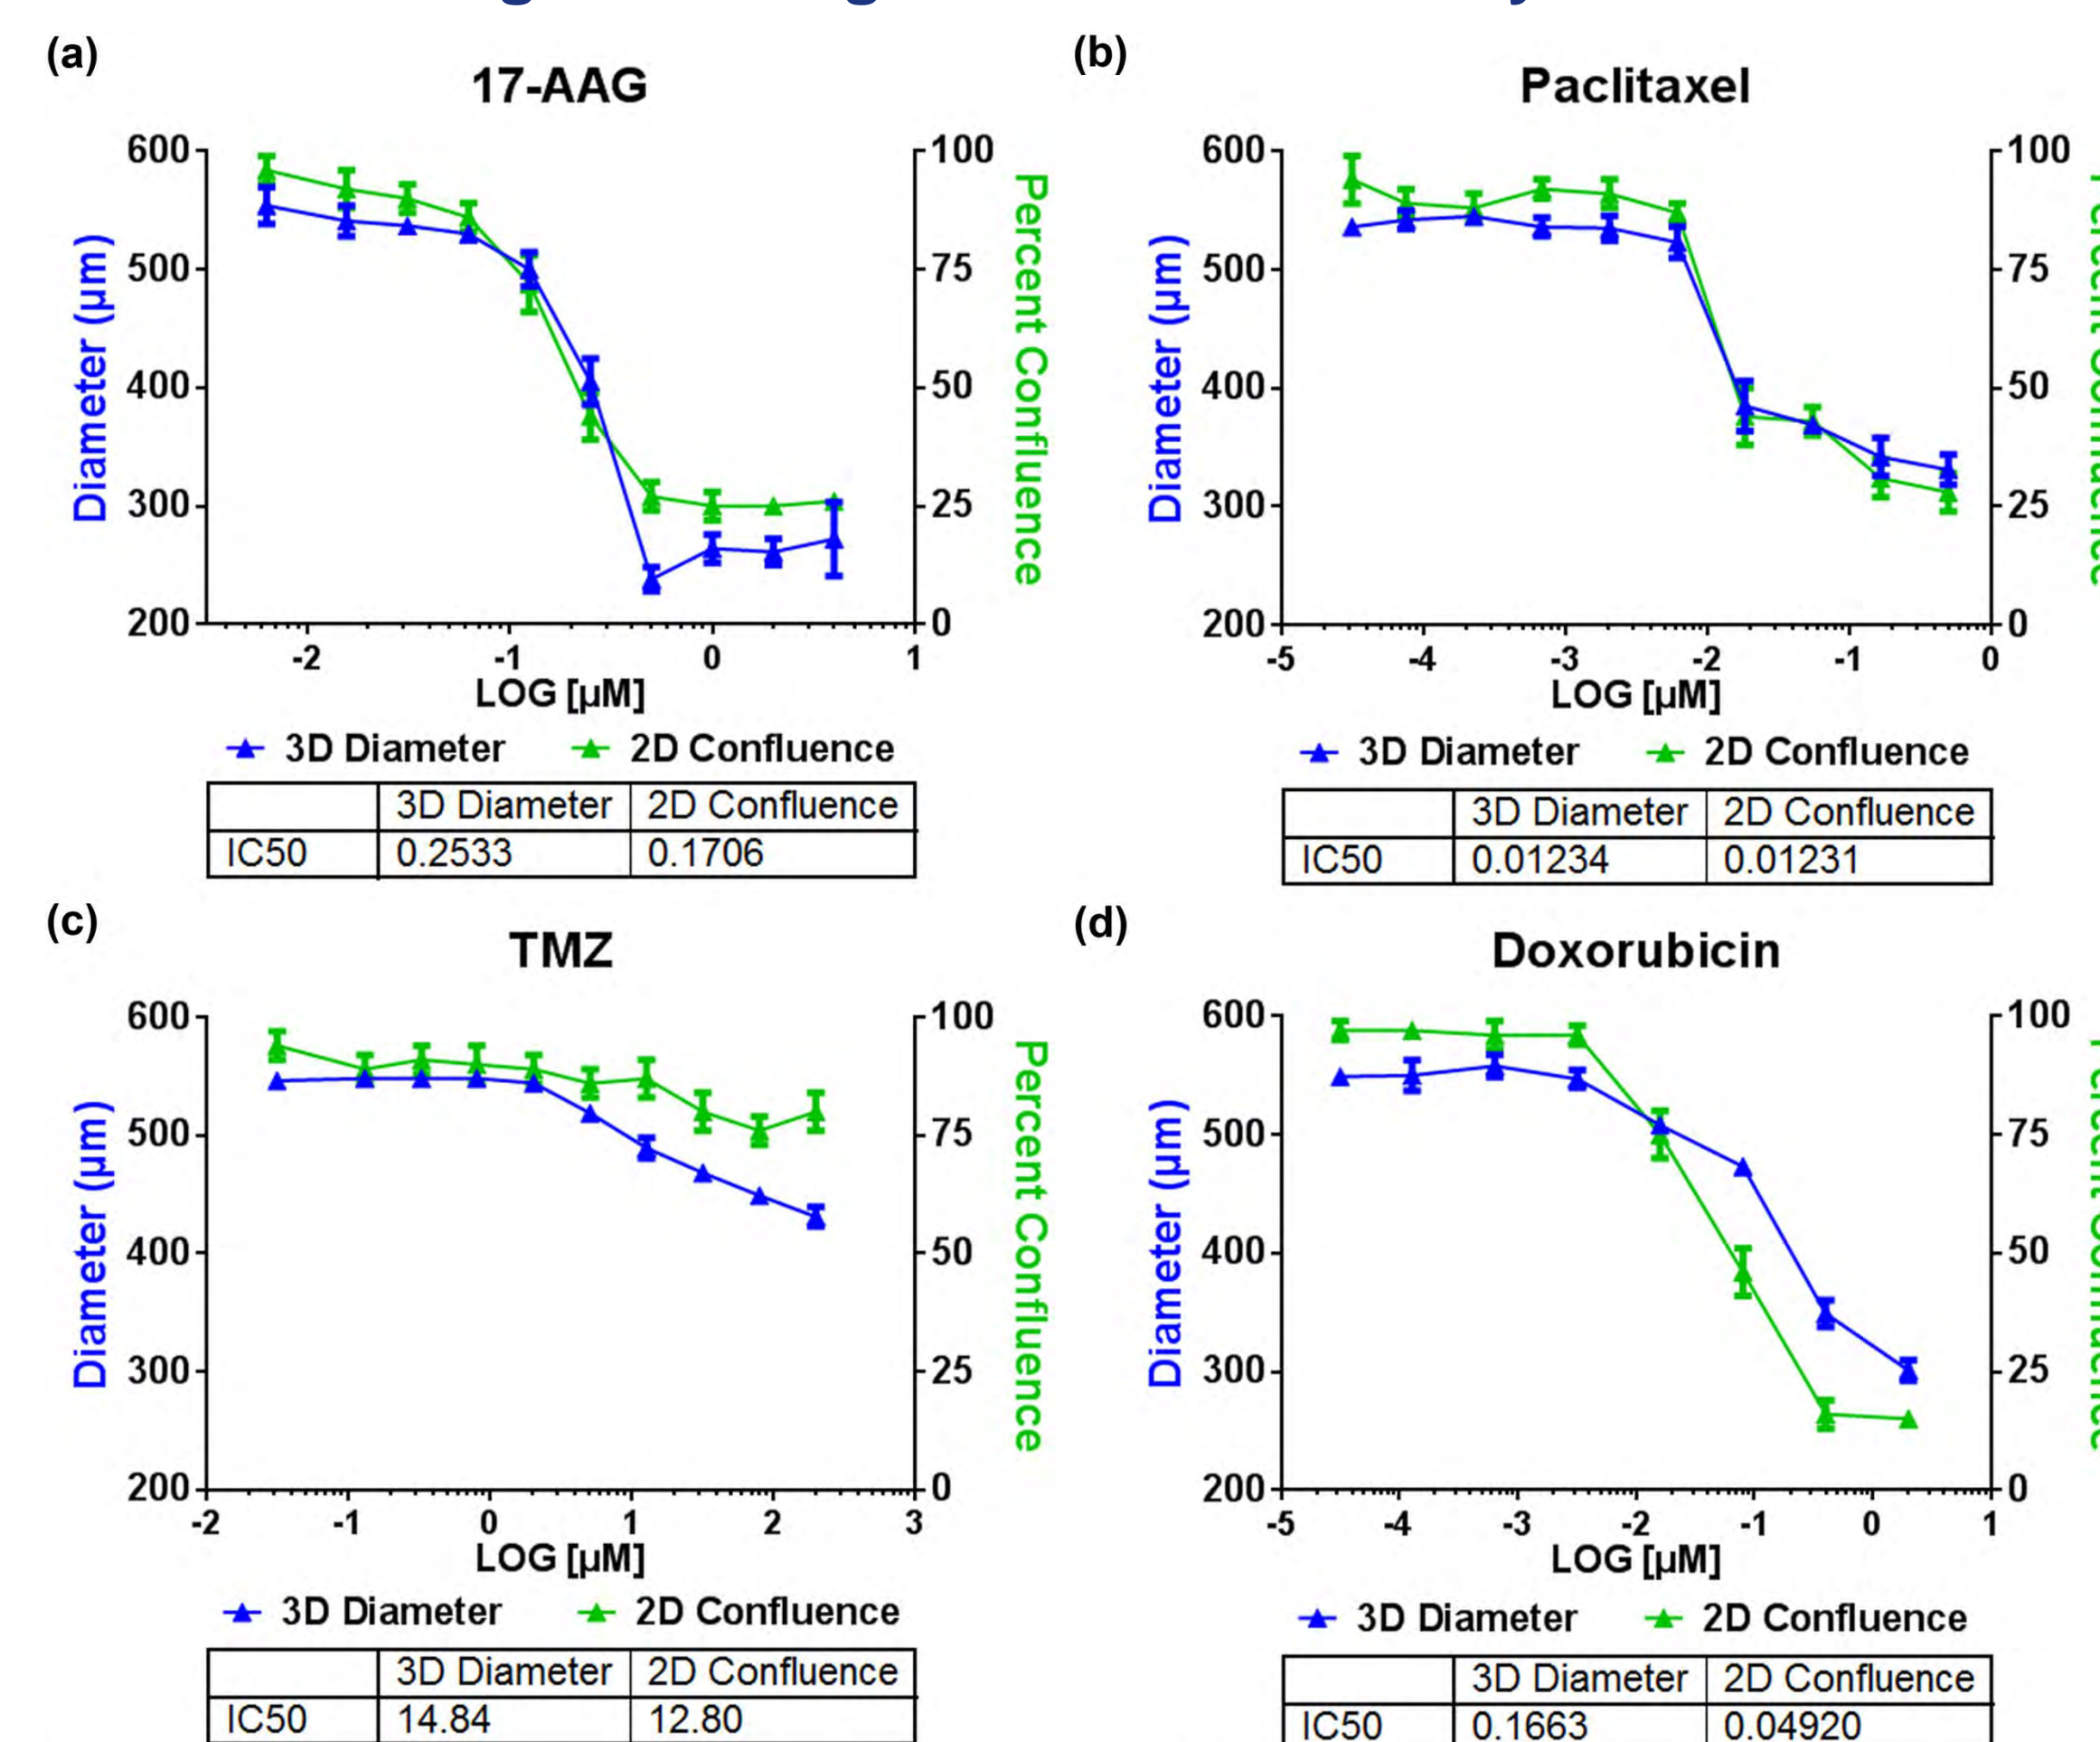 (a)
17-AAG
600
500
400
300
200
100
75
50
25
0
Diameter (µm)
Percent Confluence
-2 -1 0 1
LOG [µM]
3D Diameter 2D Confluence
3D Diameter 2D Confluence
IC50 0.2533 0.1706
(b)
Paclitaxel
600
500
400
300
200
100
75
50
25
0
Diameter (µm)
-5 -4 -3 -2 -1 0
LOG [µM]
3D Diameter 2D Confluence
3D Diameter 2D Confluence
IC50 0.01234 0.01231
(c)
TMZ
600
500
400
300
200
100
75
50
25
0
Diameter (µm)
Percent Confluence
-2 -1 0 1 2 3
LOG [µM]
3D Diameter 2D Confluence
3D Diameter 2D Confluence
IC50 14.84 12.80
(d)
Doxorubicin
600
500
400
300
200
100
75
50
25
0
Diameter (µm)
-5 -4 -3 -2 -1 0 1
LOG [µM]
3D Diameter 2D Confluence
3D Diameter 2D Confluence
IC50 0.1663 0.04920